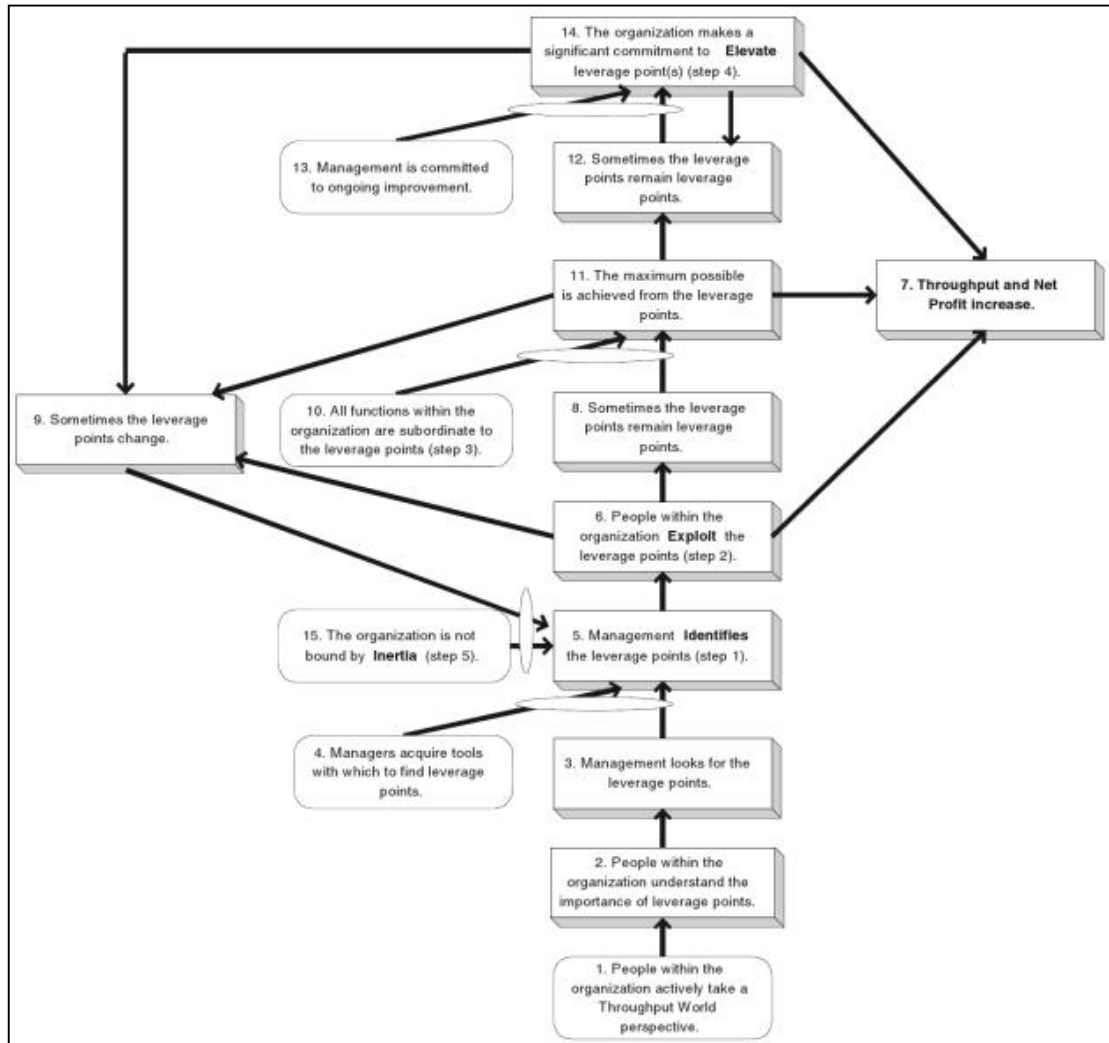 14. The organization makes a
significant commitment to Elevate
leverage point(s) (step 4).
13. Management is committed
to ongoing improvement.
12. Sometimes the leverage
points remain leverage
points.
11. The maximum possible
is achieved from the leverage
points.
7. Throughput and Net
Profit increase.
9. Sometimes the leverage
points change.
10. All functions within the
organization are subordinate to
the leverage points (step 3).
8. Sometimes the leverage
points remain leverage
points.
6. People within the
organization Exploit the
leverage points (step 2).
15. The organization is not
bound by Inertia (step 5).
5. Management Identifies
the leverage points (step 1).
4. Managers acquire tools
with which to find leverage
points.
3. Management looks for the
leverage points.
2. People within the
organization understand the
importance of leverage points.
1. People within the
organization actively take a
Throughput World
perspective.